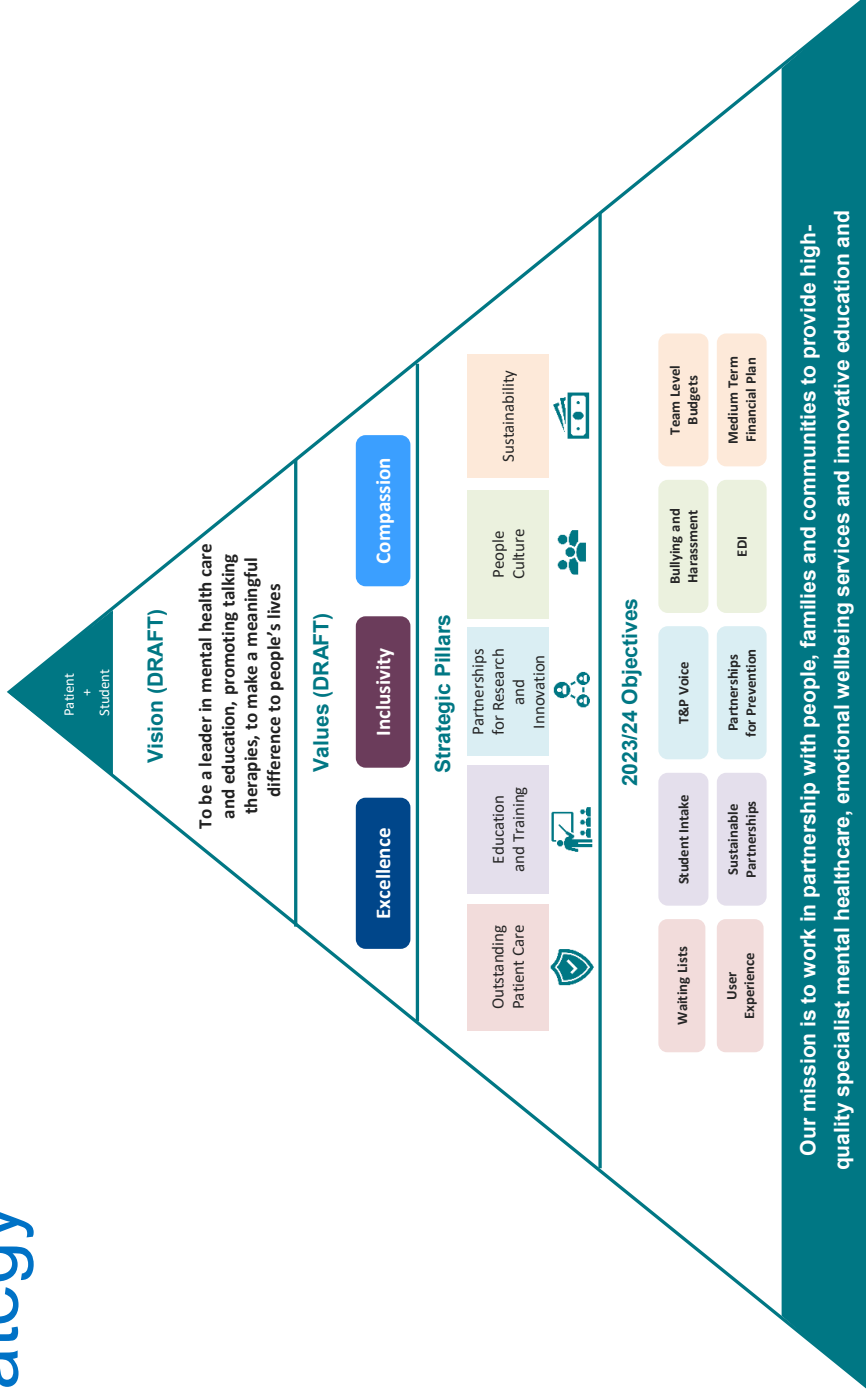 ategy
Patient
+
Student
Vision (DRAFT)
To be a leader in mental health care
and education, promoting talking
therapies, to make a meaningful
difference to people’s lives
Values (DRAFT)
Excellence
Inclusivity
Compassion
Strategic Pillars
Outstanding
Patient Care
Education
and Training
Partnerships
for Research
and
Innovation
People
Culture
Sustainability
2023/24 Objectives
Waiting Lists
Student Intake
T&P Voice
Bullying and
Harassment
Team Level
Budgets
User
Experience
Sustainable
Partnerships
Partnerships
for Prevention
EDI
Medium Term
Financial Plan
Our mission is to work in partnership with people, families and communities to provide high-
quality specialist mental healthcare, emotional wellbeing services and innovative education and